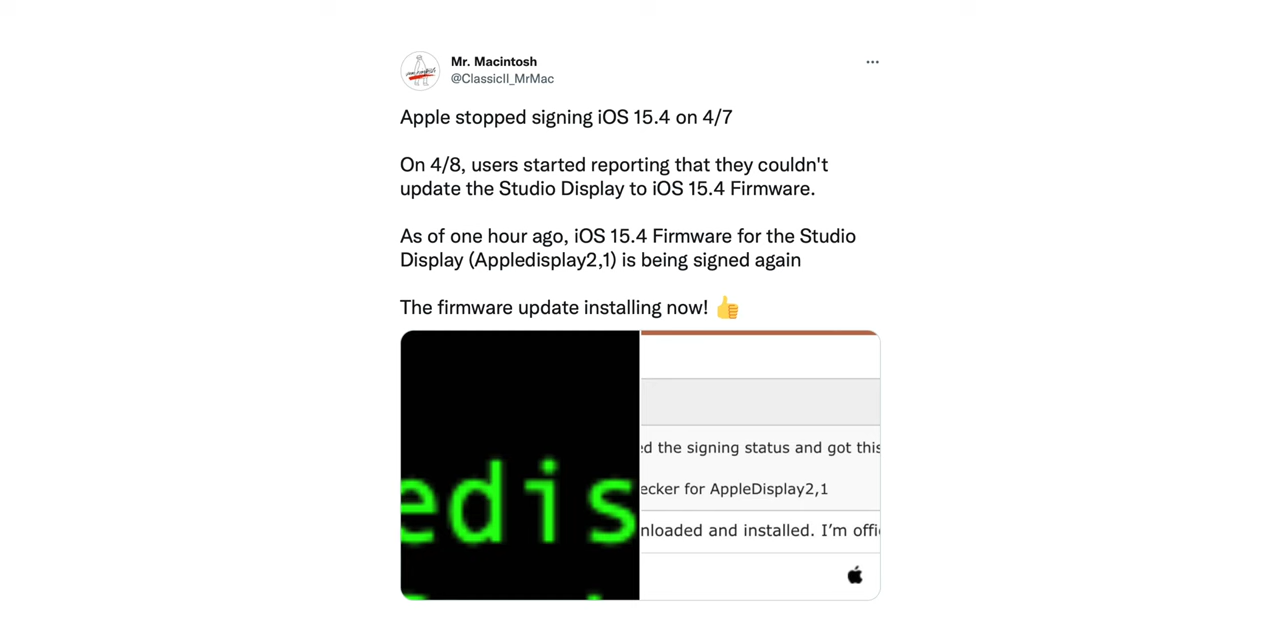 Mr. Macintosh
@ClassicII_MrMac
Apple stopped signing iOS 15.4 on 4/7
On 4/8, users started reporting that they couldn't
update the Studio Display to iOS 15.4 Firmware.
As of one hour ago, iOS 15.4 Firmware for the Studio
Display (Appledisplay2,1) is being signed again
The firmware update installing now! 👍
edis
ed the signing status and got this
ecker for AppleDisplay2,1
nloaded and installed. I'm offi